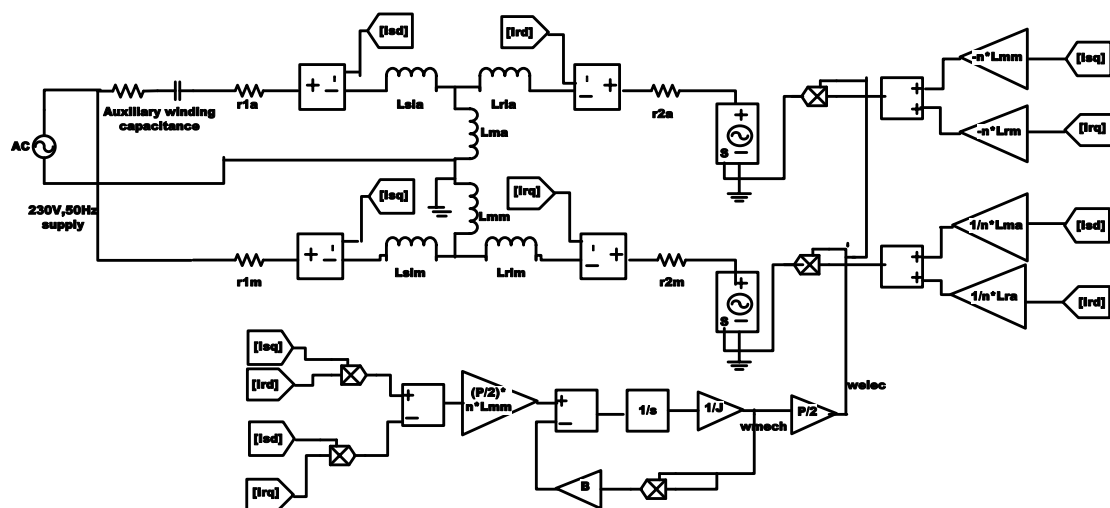 [Isd]
[Ird]
-n*Lmm
[Isq]
r1a
Lsla
Lrla
r2a
Auxiliary winding
capacitance
Lma
AC
S
-n*Lrm
[Irq]
[Isq]
[Irq]
Lmm
230V,50Hz
supply
1/n*Lma
[Isd]
r1m
Lslm
Lrlm
r2m
S
1/n*Lra
[Ird]
[Isq]
[Ird]
(P/2)*
n*Lmm
1/s
1/J
welec
P/2
wmech
[Isd]
[Irq]
B